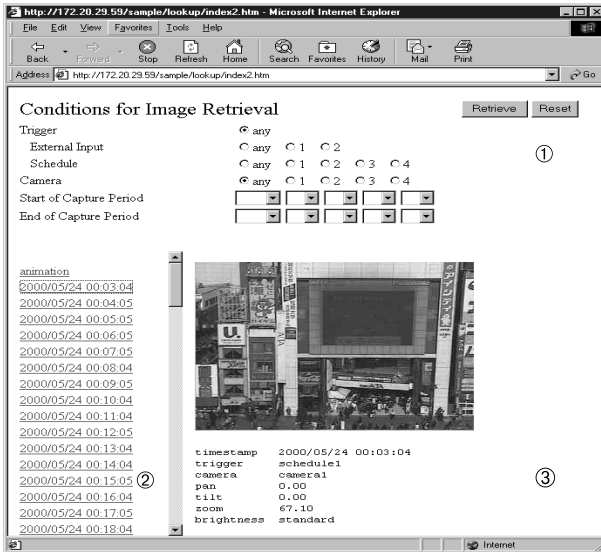 http://172.20.29.59/sample/lookup/index2.htm - Microsoft Internet Explorer
File Edit View Favorites Tools Help
Back Forward Stop Refresh Home Search Favorites History Mail Print
Address http://172.20.29.59/sample/lookup/index2.htm Go
Conditions for Image Retrieval Retrieve Reset
Trigger any
External Input any 1 2
①
Schedule any 1 2 3 4
Camera any 1 2 3 4
Start of Capture Period
End of Capture Period
animation
2000/05/24 00:03:04
2000/05/24 00:04:05
2000/05/24 00:05:05
2000/05/24 00:06:05
2000/05/24 00:07:05
2000/05/24 00:08:04
2000/05/24 00:09:05
2000/05/24 00:10:04
2000/05/24 00:11:04
2000/05/24 00:12:05
2000/05/24 00:13:04
2000/05/24 00:14:04
2000/05/24 00:15:05 ②
2000/05/24 00:16:04
2000/05/24 00:17:05
2000/05/24 00:18:04
U.
ALTA
timestamp 2000/05/24 00:03:04
trigger schedule1
camera camera1
pan 0.00
③
tilt 0.00
zoom 67.10
brightness standard
Internet